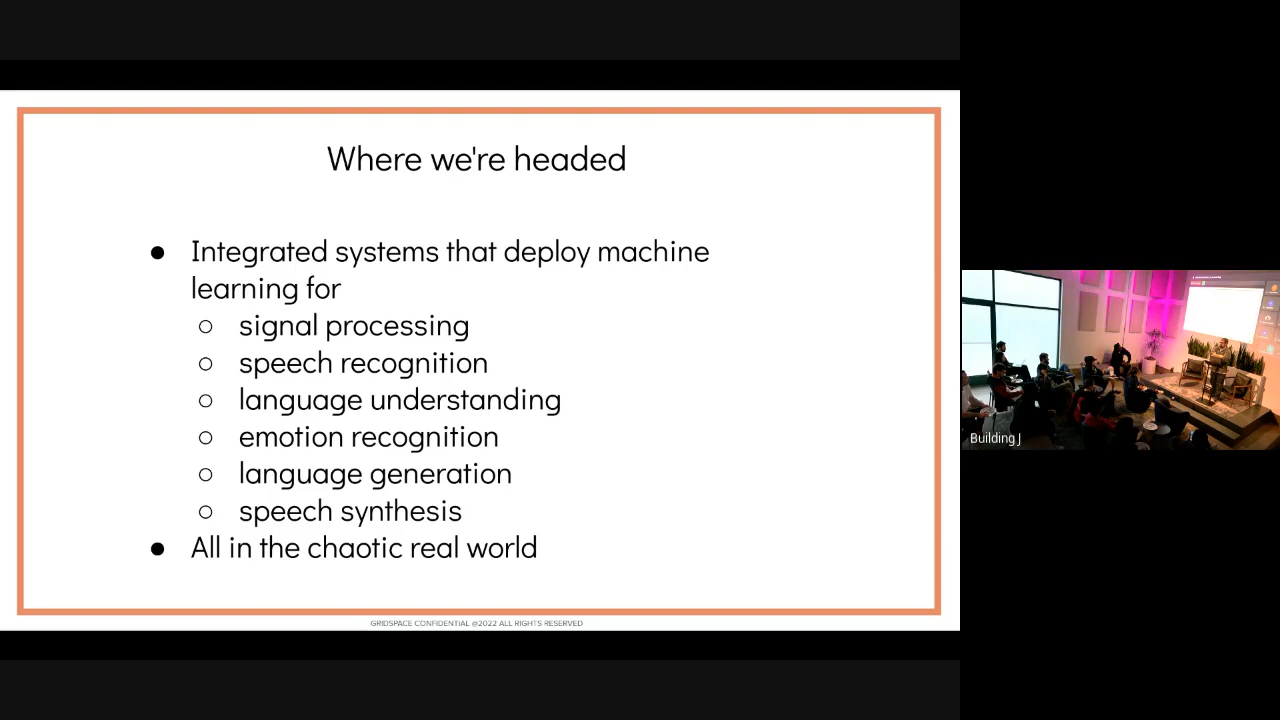 Where we're headed
● Integrated systems that deploy machine
learning for
○ signal processing
○ speech recognition
○ language understanding
○ emotion recognition
○ language generation
○ speech synthesis
● All in the chaotic real world
GRIDSPACE CONFIDENTIAL @2022 ALL RIGHTS RESERVED
Building J